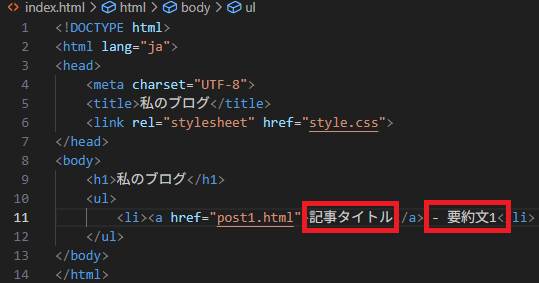 index.html > html > body > ul
1 <!DOCTYPE html>
2 <html lang="ja">
3 <head>
4 <meta charset="UTF-8">
5 <title>私のブログ</title>
6 <link rel="stylesheet" href="style.css">
7 </head>
8 <body>
9 <h1>私のブログ</h1>
10 <ul>
11 <li><a href="post1.html" 記事タイトル /a> - 要約文1 <li>
12 </ul>
13 </body>
14 </html>